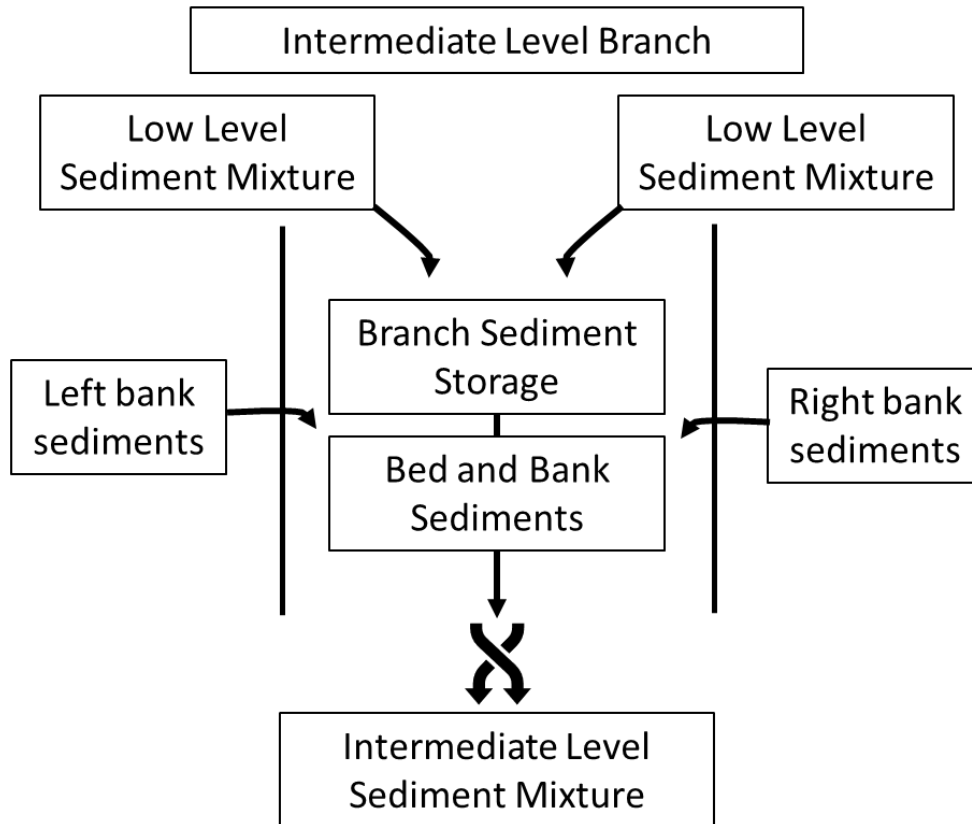 Intermediate Level Branch
Low Level
Sediment Mixture
Low Level
Sediment Mixture
Branch Sediment
Storage
Left bank
sediments
Right bank
sediments
Bed and Bank
Sediments
Intermediate Level
Sediment Mixture